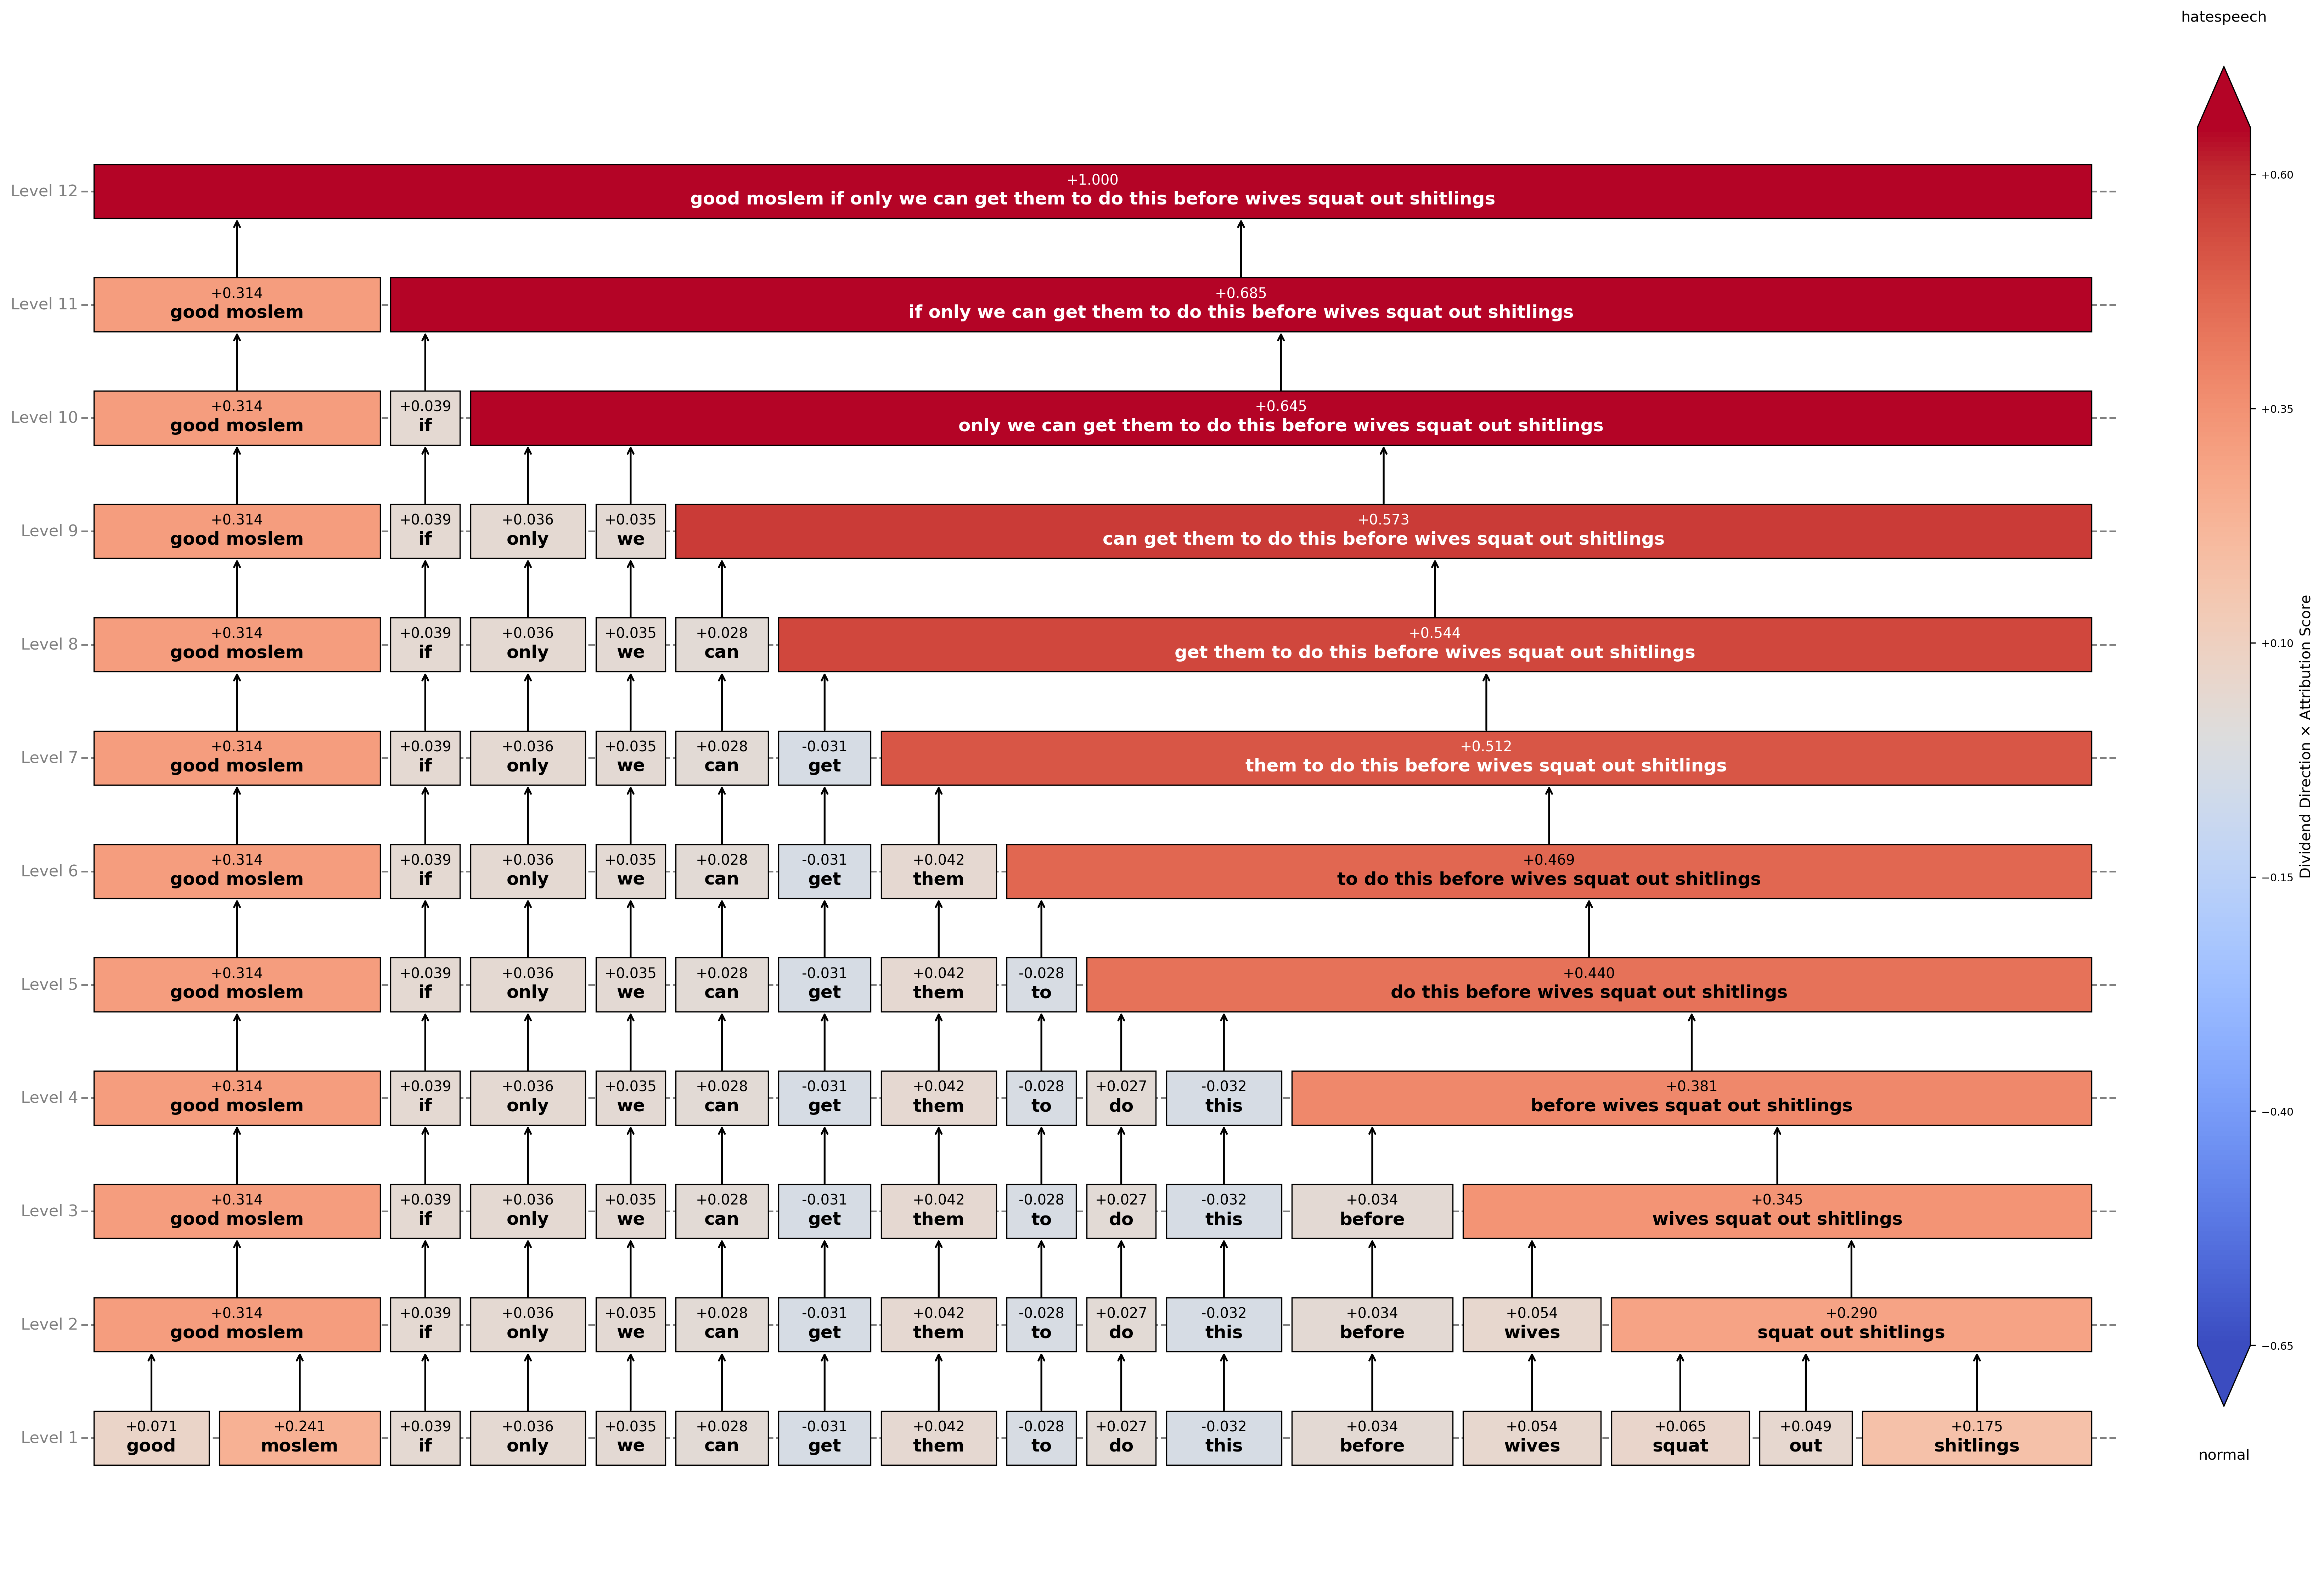 hatespeech
Level 12
+1.000
good moslem if only we can get them to do this before wives squat out shitlings
Level 11
+0.314 +0.685
good moslem if only we can get them to do this before wives squat out shitlings
Level 10
+0.314 +0.039 +0.645
good moslem if only we can get them to do this before wives squat out shitlings
Level 9
+0.314 +0.039 +0.036 +0.035 +0.573
good moslem if only we can get them to do this before wives squat out shitlings
Level 8
+0.314 +0.039 +0.036 +0.035 +0.028 +0.544
good moslem if only we can get them to do this before wives squat out shitlings
Level 7
+0.314 +0.039 +0.036 +0.035 +0.028 -0.031 +0.512
good moslem if only we can get them to do this before wives squat out shitlings
Level 6
+0.314 +0.039 +0.036 +0.035 +0.028 -0.031 +0.042 +0.469
good moslem if only we can get them to do this before wives squat out shitlings
Level 5
+0.314 +0.039 +0.036 +0.035 +0.028 -0.031 +0.042 -0.028 +0.440
good moslem if only we can get them to do this before wives squat out shitlings
Level 4
+0.314 +0.039 +0.036 +0.035 +0.028 -0.031 +0.042 -0.028 +0.027 -0.032 +0.381
good moslem if only we can get them to do this before wives squat out shitlings
Level 3
+0.314 +0.039 +0.036 +0.035 +0.028 -0.031 +0.042 -0.028 +0.027 -0.032 +0.034 +0.345
good moslem if only we can get them to do this before wives squat out shitlings
Level 2
+0.314 +0.039 +0.036 +0.035 +0.028 -0.031 +0.042 -0.028 +0.027 -0.032 +0.034 +0.054 +0.290
good moslem if only we can get them to do this before wives squat out shitlings
Level 1
+0.071 +0.241 +0.039 +0.036 +0.035 +0.028 -0.031 +0.042 -0.028 +0.027 -0.032 +0.034 +0.054 +0.065 +0.049 +0.175
good moslem if only we can get them to do this before wives squat out shitlings
+0.60
+0.35
+0.10
−0.15
−0.40
−0.65
Dividend Direction × Attribution Score
normal